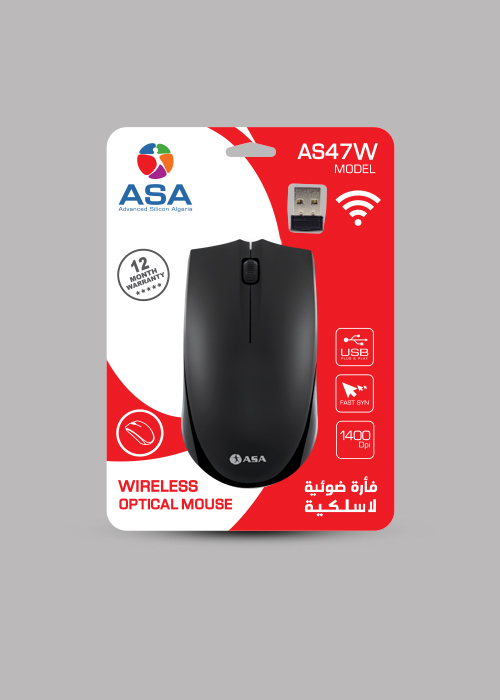 ASA
Advanced Silicon Algeria
AS47W
MODEL
12
MONTH
WARRANTY
USB
PLUG & PLAY
FAST SYN
1400
Dpi
ASA
WIRELESS
OPTICAL MOUSE
فأرة ضوئية
لاسلكية